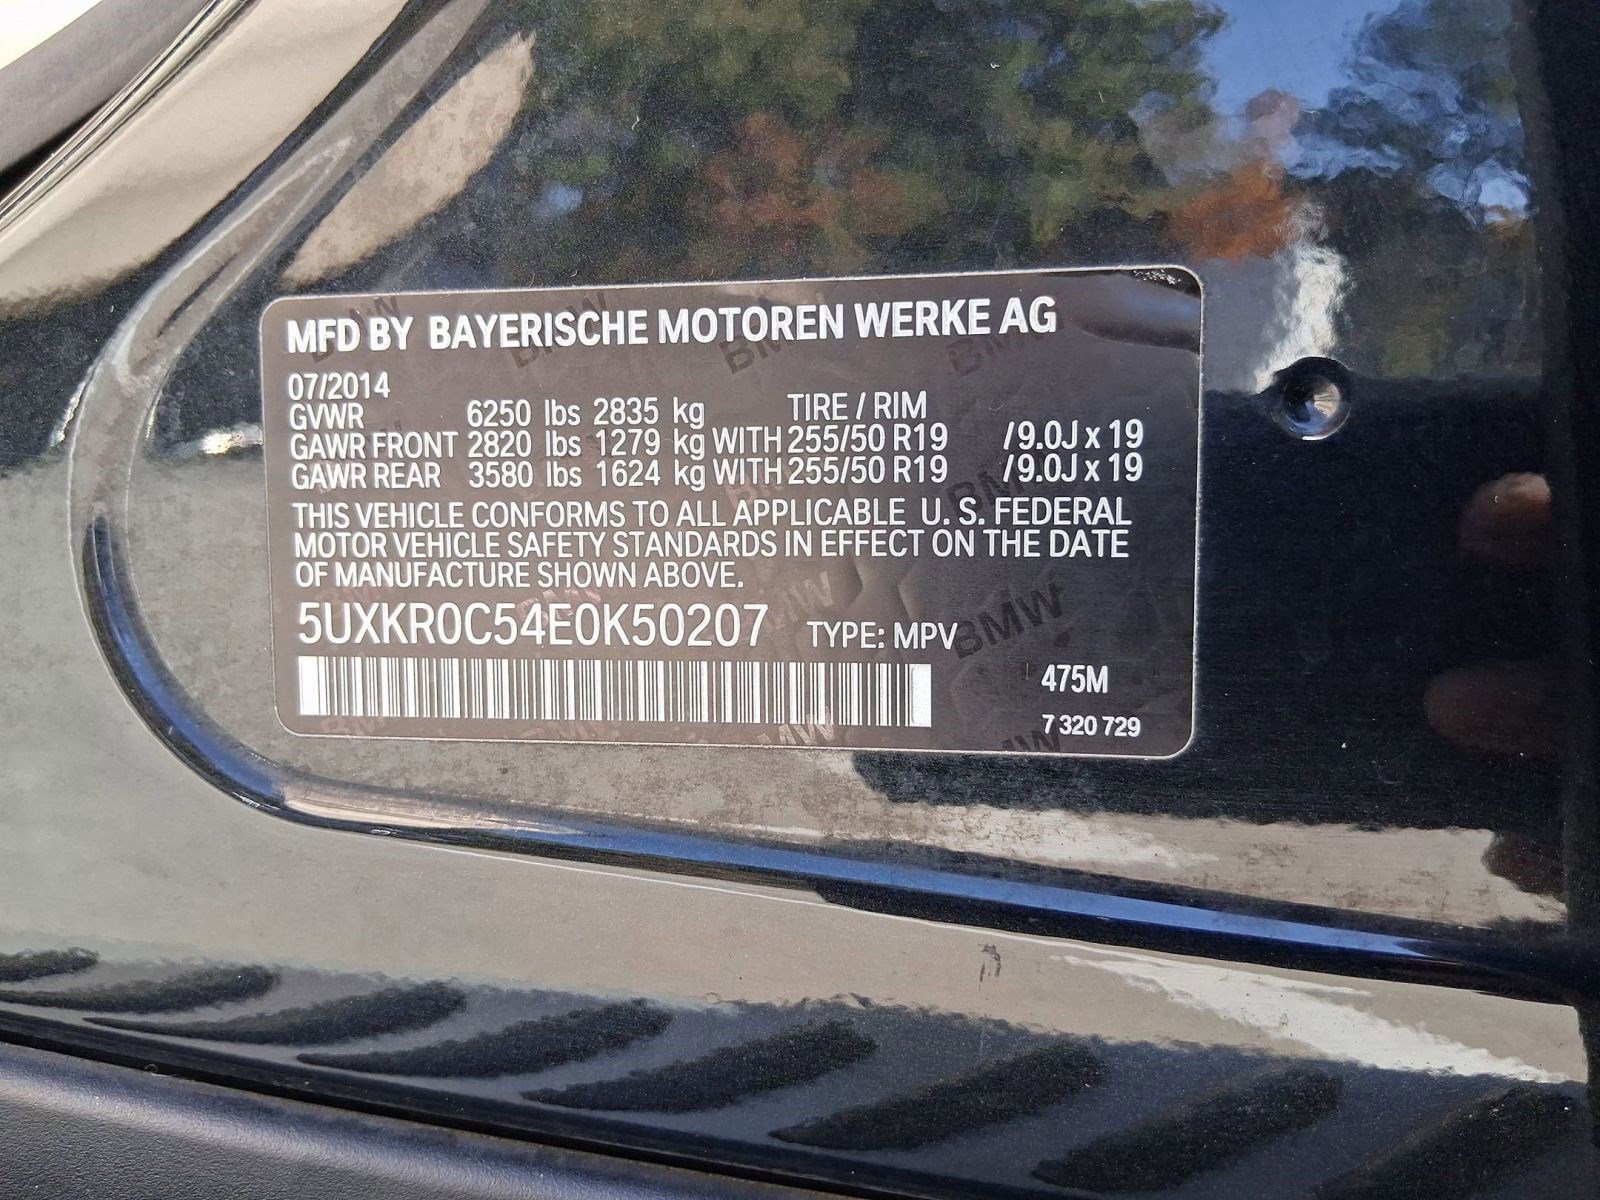 MFD BY BAYERISCHE MOTOREN WERKE AG
07/2014
GVWR 6250 lbs 2835 kg TIRE / RIM
GAWR FRONT 2820 lbs 1279 kg WITH 255/50 R19 / 9.0J x 19
GAWR REAR 3580 lbs 1624 kg WITH 255/50 R19 / 9.0J x 19
THIS VEHICLE CONFORMS TO ALL APPLICABLE U. S. FEDERAL
MOTOR VEHICLE SAFETY STANDARDS IN EFFECT ON THE DATE
OF MANUFACTURE SHOWN ABOVE.
5UXKR0C54E0K50207 TYPE: MPV
475M
7 320 729